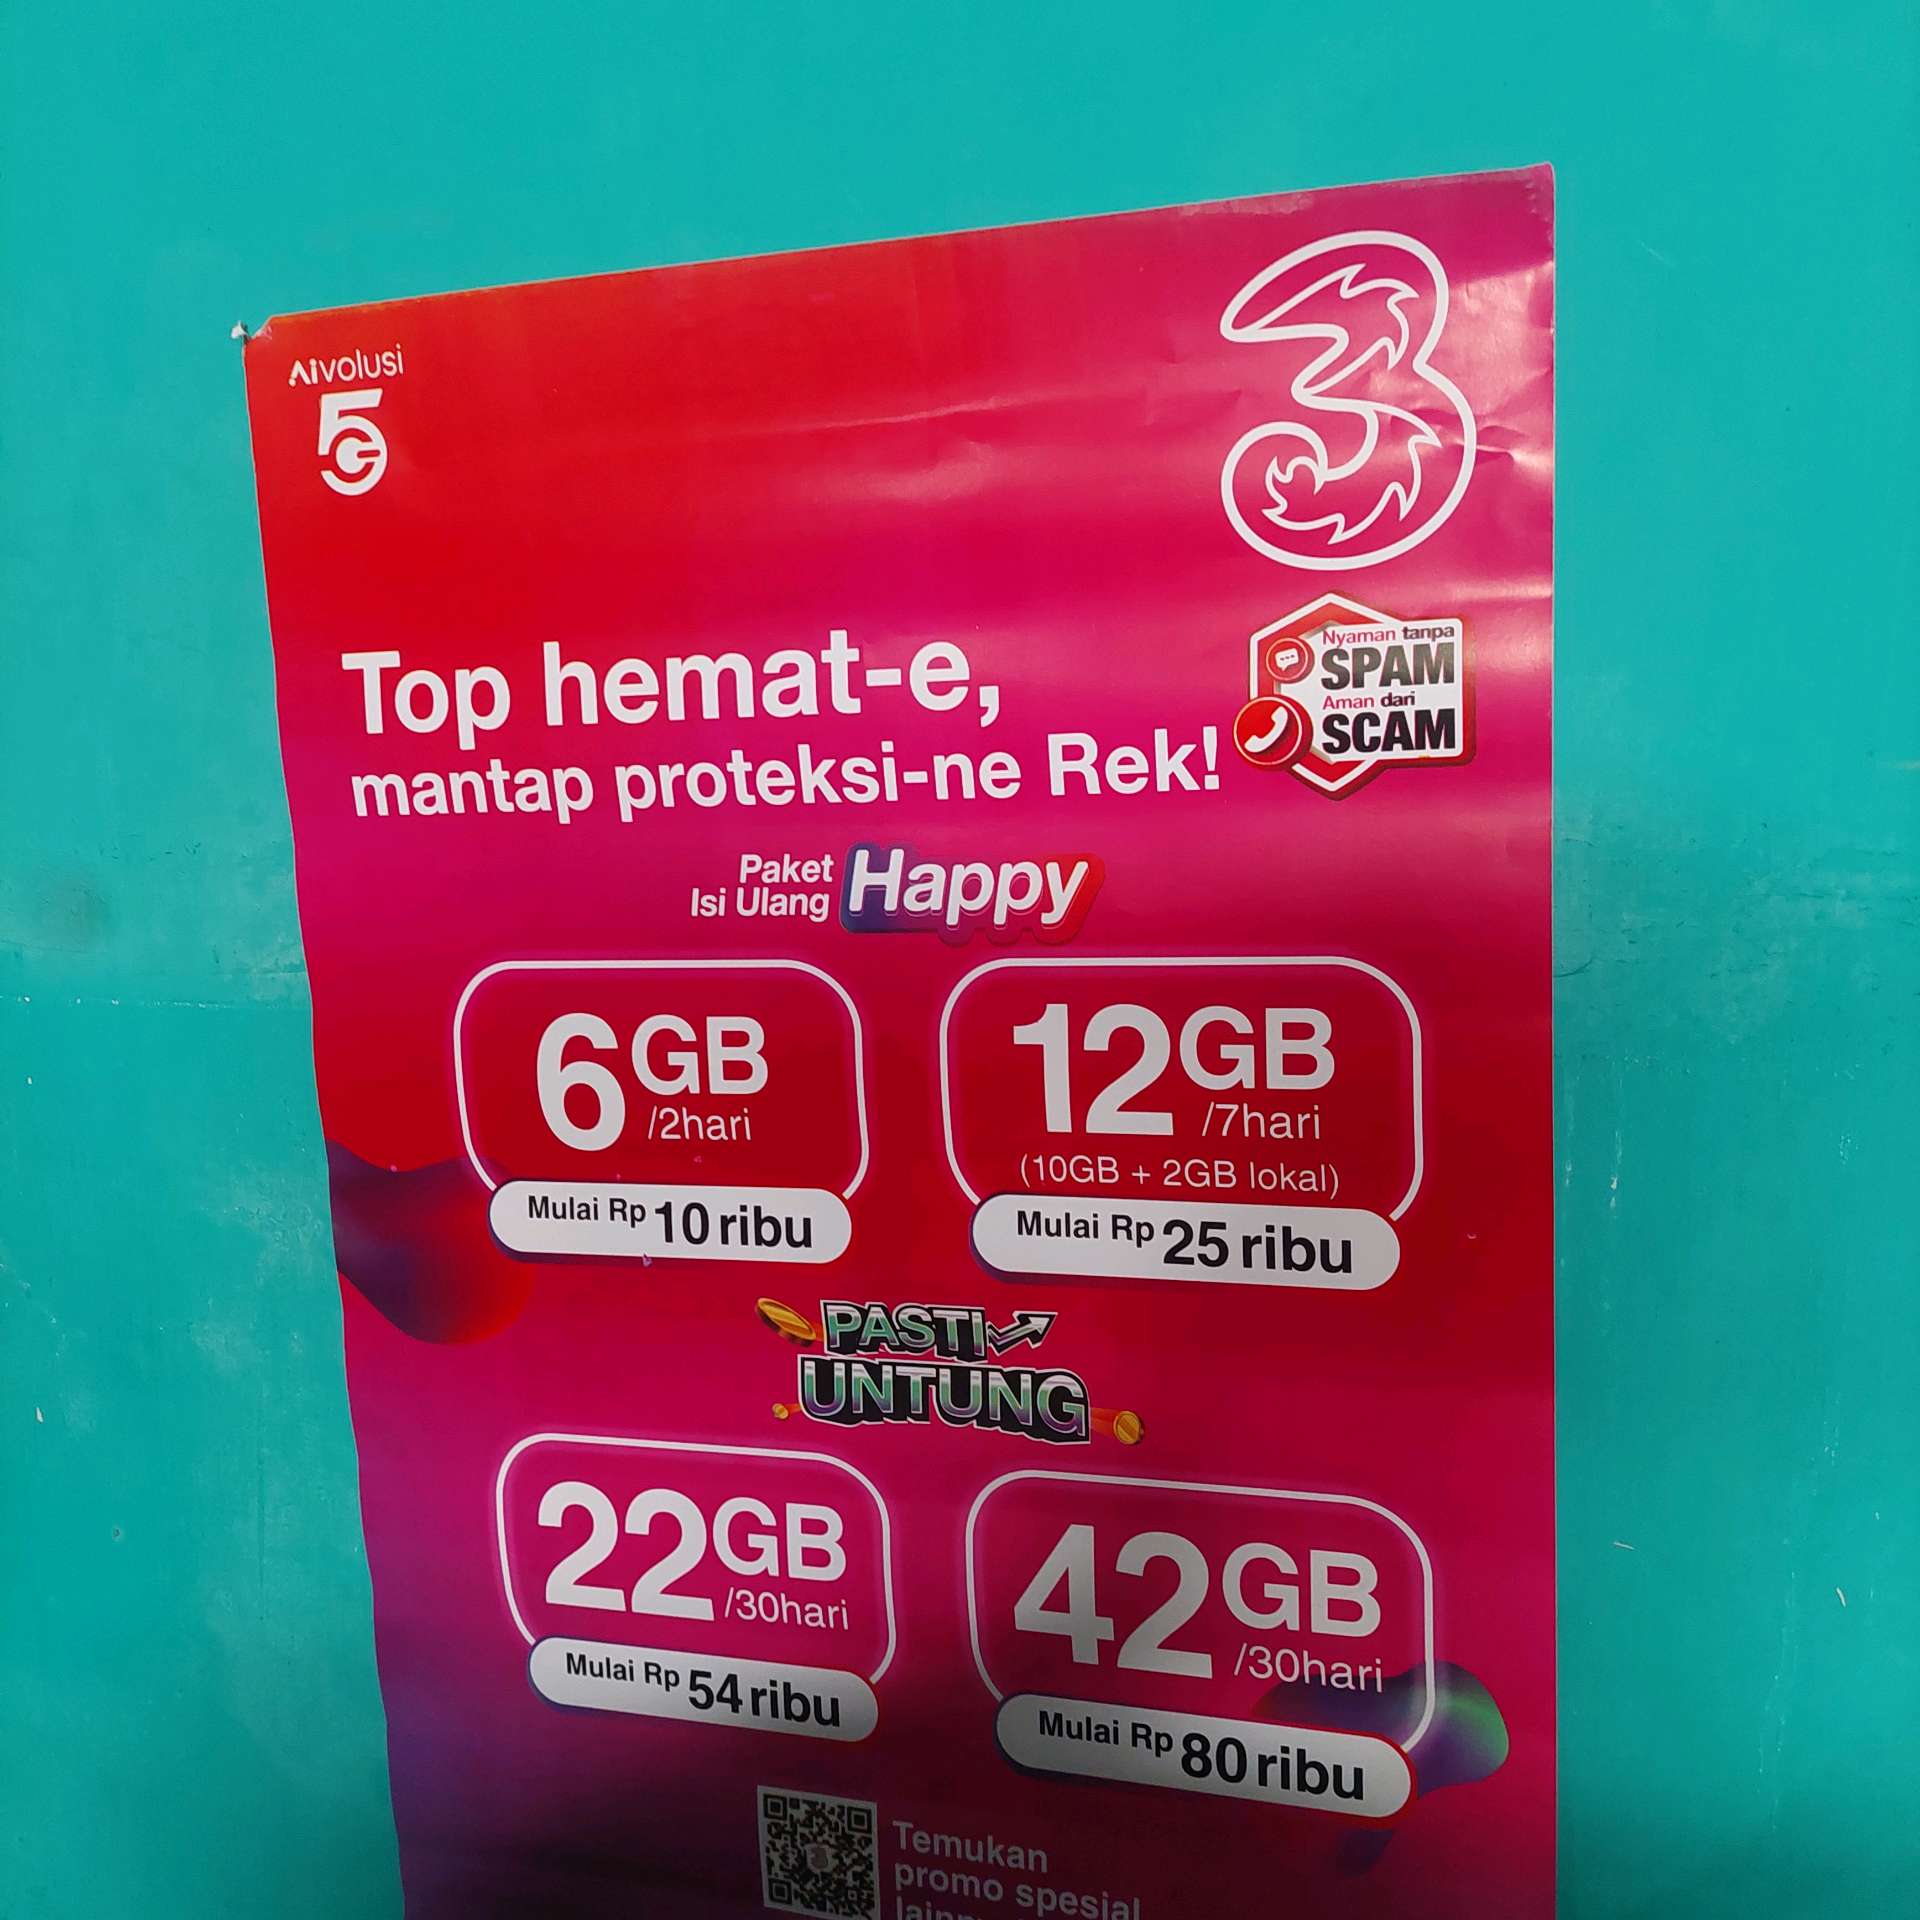 Aivolusi
5G
3
Nyaman tanpa
SPAM
Aman dari
SCAM
Top hemat-e,
mantap proteksi-ne Rek!
Paket
Isi Ulang
Happy
6GB
/2hari
Mulai Rp 10 ribu
12GB
/7hari
(10GB + 2GB lokal)
Mulai Rp 25 ribu
PASTI
UNTUNG
22GB
/30hari
Mulai Rp 54 ribu
42GB
/30hari
Mulai Rp 80 ribu
Temukan
promo spesial